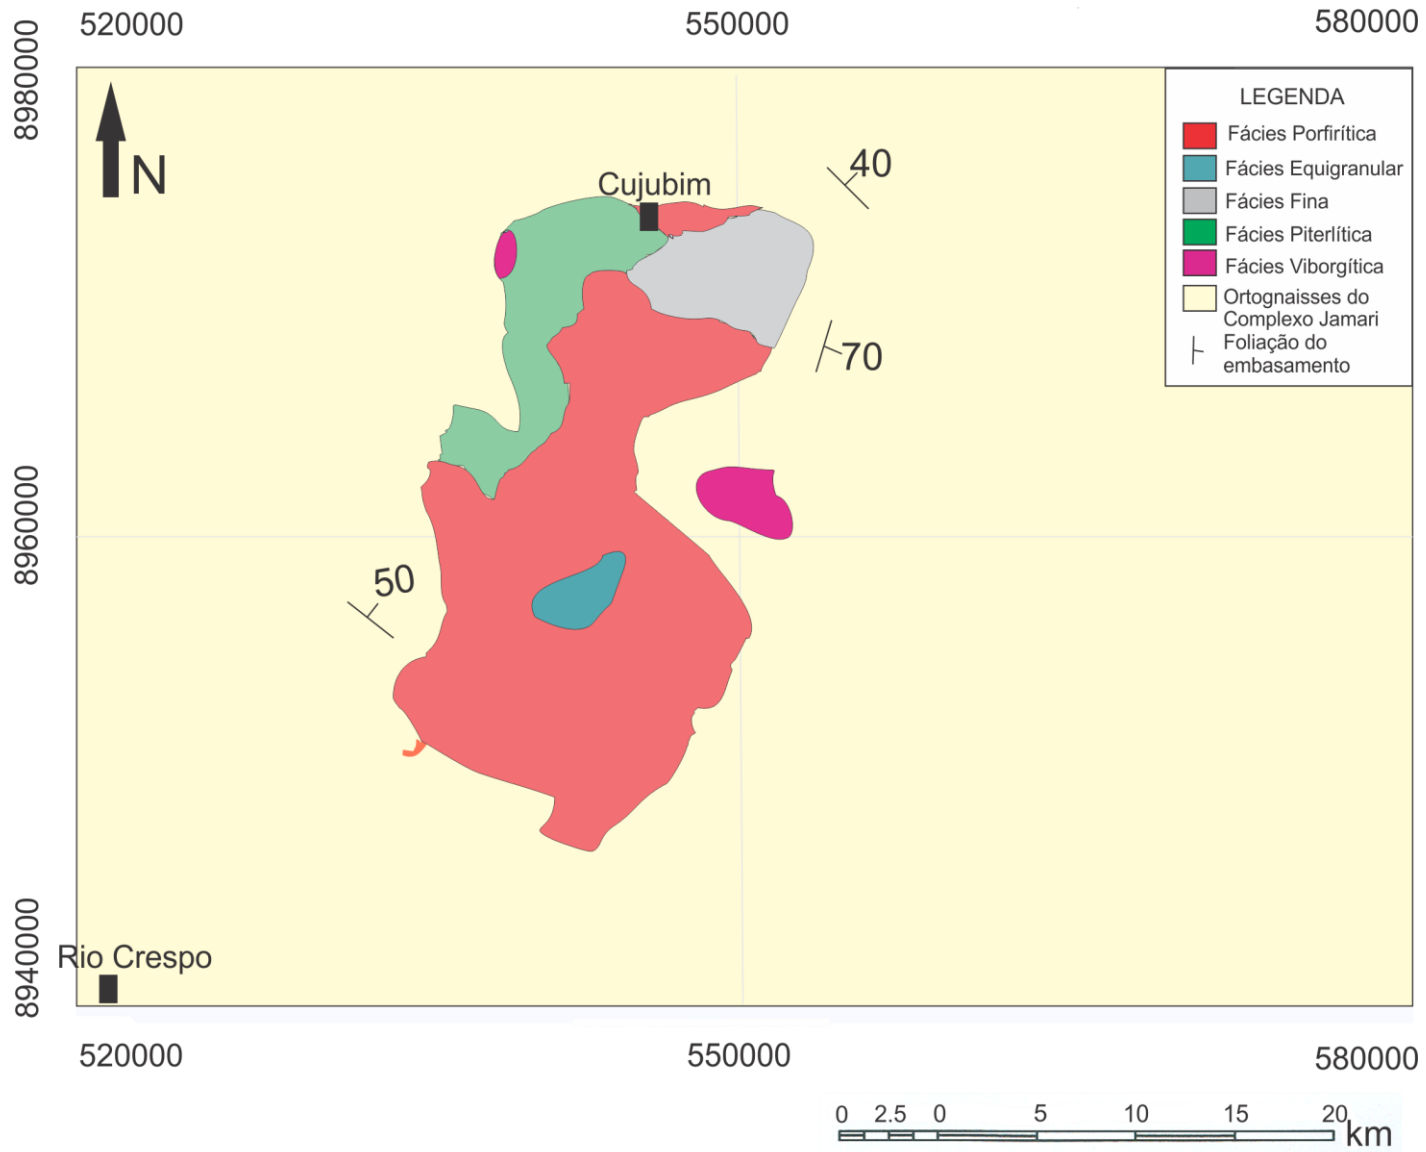 520000 550000 580000
8980000
LEGENDA
Fácies Porfirítica
Fácies Equigranular
Fácies Fina
Fácies Piterlítica
Fácies Viborgítica
Ortognaisses do
Complexo Jamari
Foliação do
embasamento
N
40
Cujubim
70
8960000
50
8940000
Rio Crespo
520000 550000 580000
0 2.5 0 5 10 15 20 km